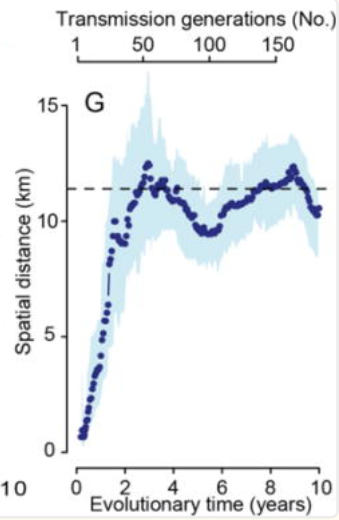 Transmission generations (No.)
1 50 100 150
G
15
10
5
0
Spatial distance (km)
10
0 2 4 6 8 10
Evolutionary time (years)